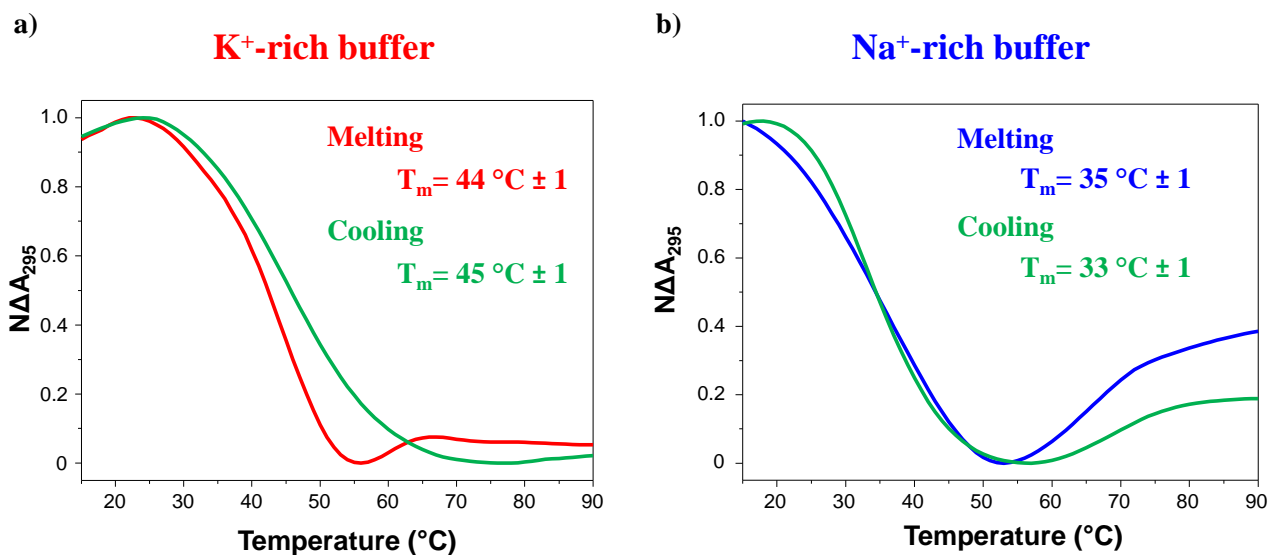 a)
K⁺-rich buffer
Melting
Tₘ= 44 °C ± 1
Cooling
Tₘ= 45 °C ± 1
NΔA₂₉₅
1.0
0.8
0.6
0.4
0.2
0
20 30 40 50 60 70 80 90
Temperature (°C)
b)
Na⁺-rich buffer
Melting
Tₘ= 35 °C ± 1
Cooling
Tₘ= 33 °C ± 1
NΔA₂₉₅
1.0
0.8
0.6
0.4
0.2
0
20 30 40 50 60 70 80 90
Temperature (°C)